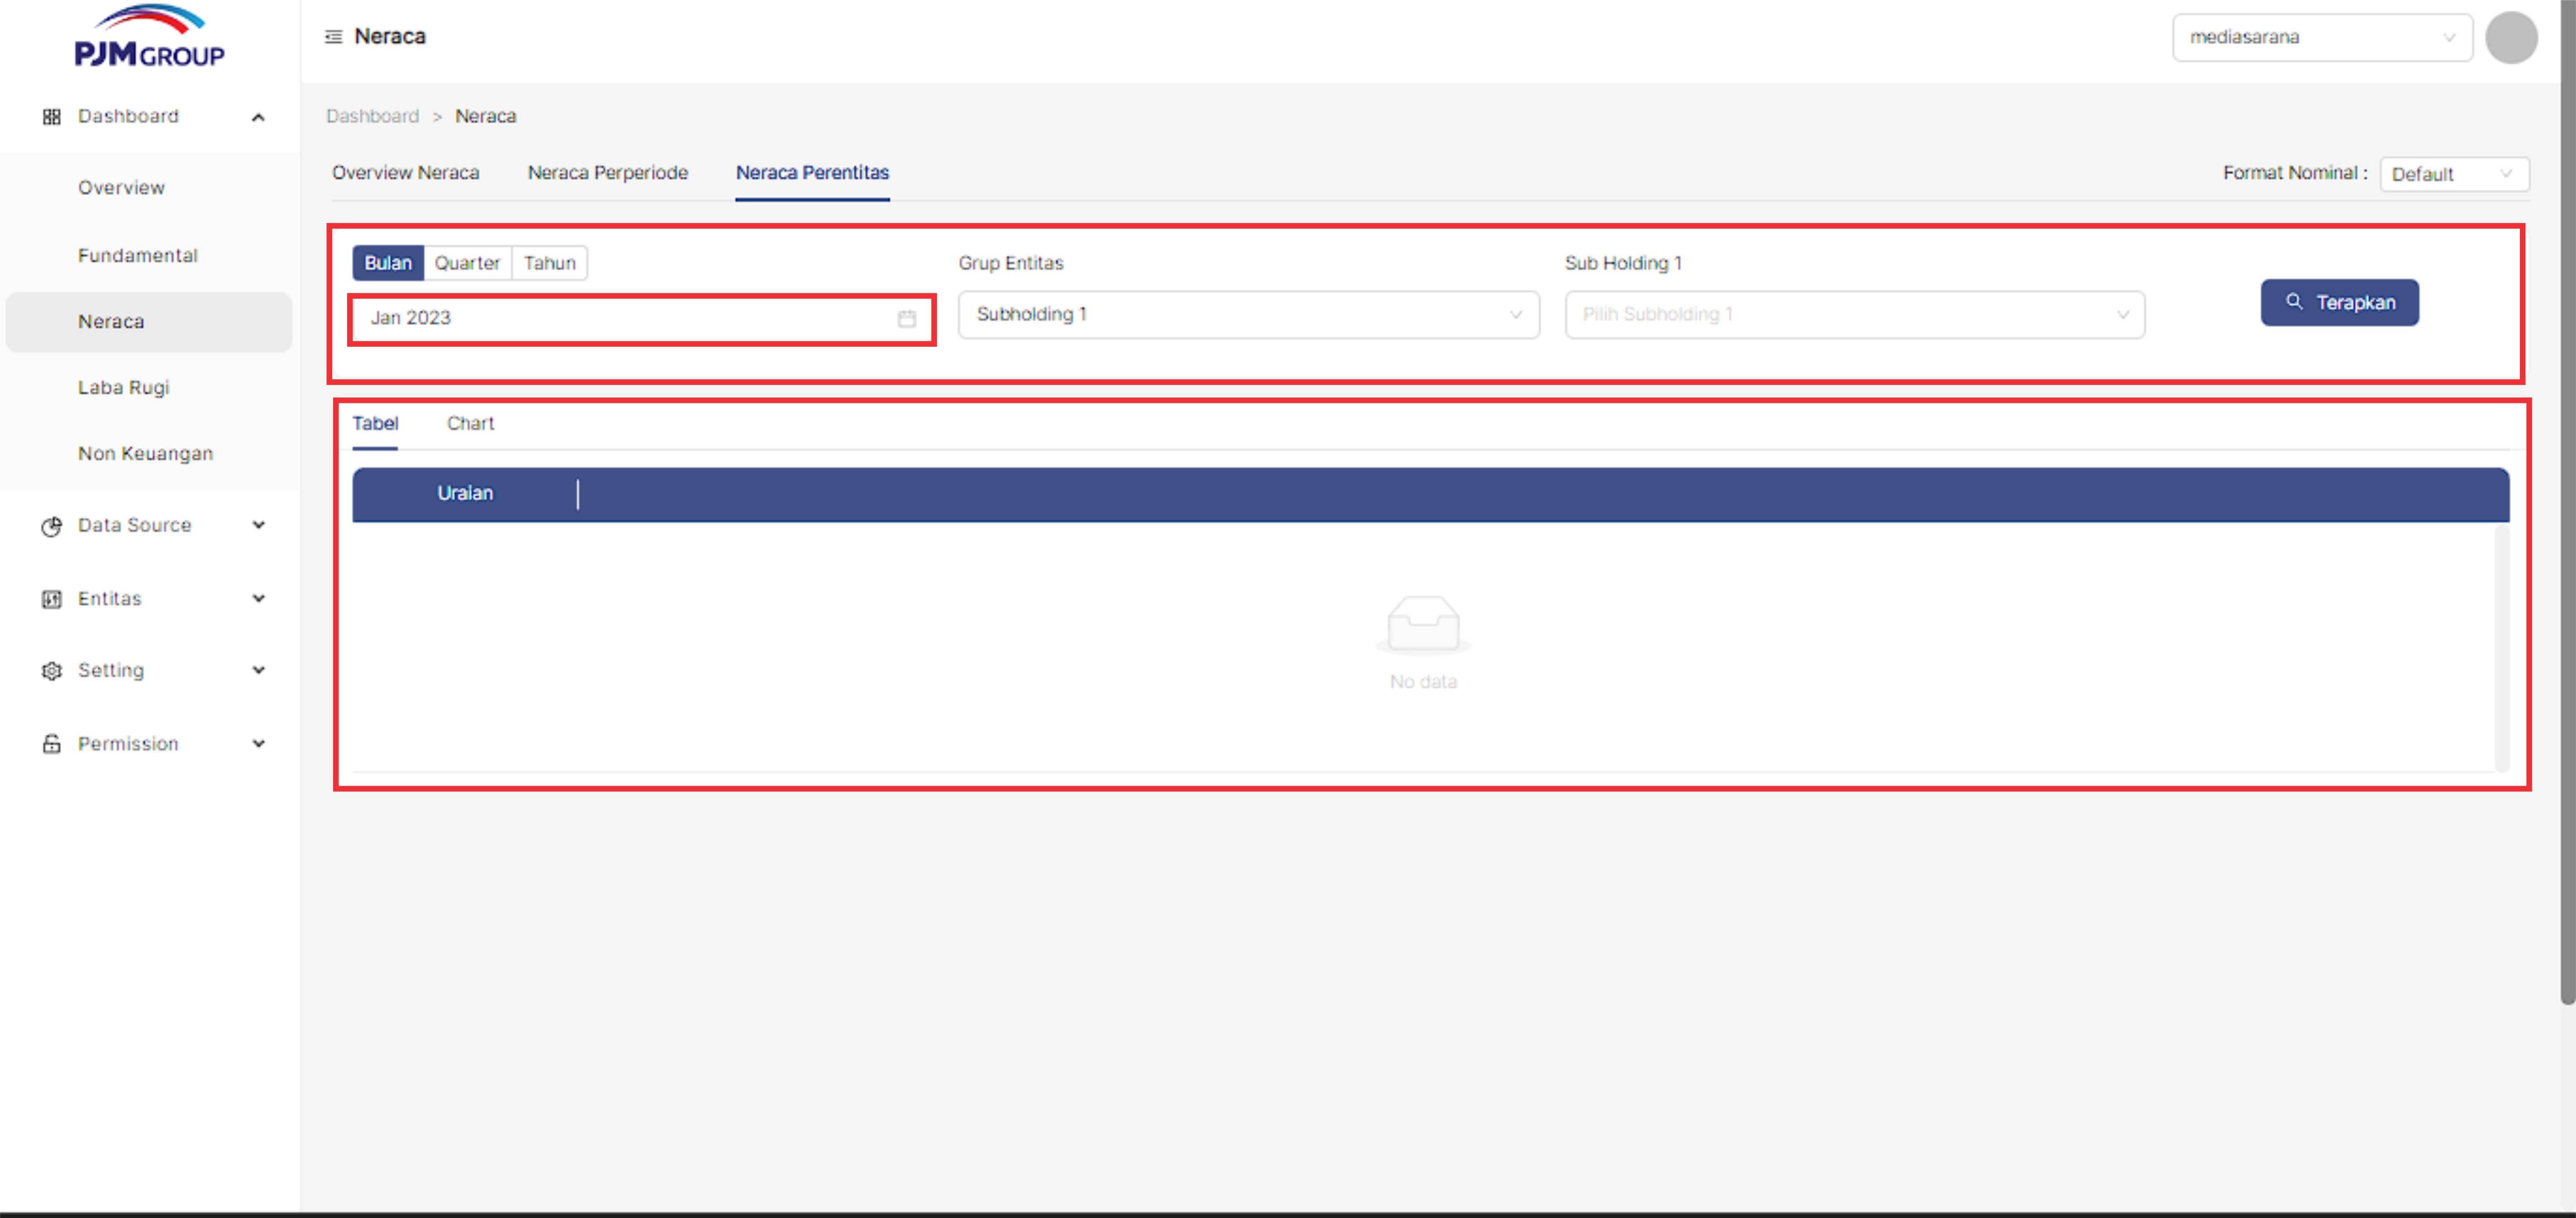 PJM GROUP
Neraca
mediasarana
Dashboard
Overview
Fundamental
Neraca
Laba Rugi
Non Keuangan
Data Source
Entitas
Setting
Permission
Dashboard > Neraca
Overview Neraca Neraca Perperiode Neraca Perentitas
Format Nominal : Default
Bulan Quarter Tahun
Jan 2023
Grup Entitas
Subholding 1
Sub Holding 1
Pilih Subholding 1
Terapkan
Tabel Chart
Uraian
No data